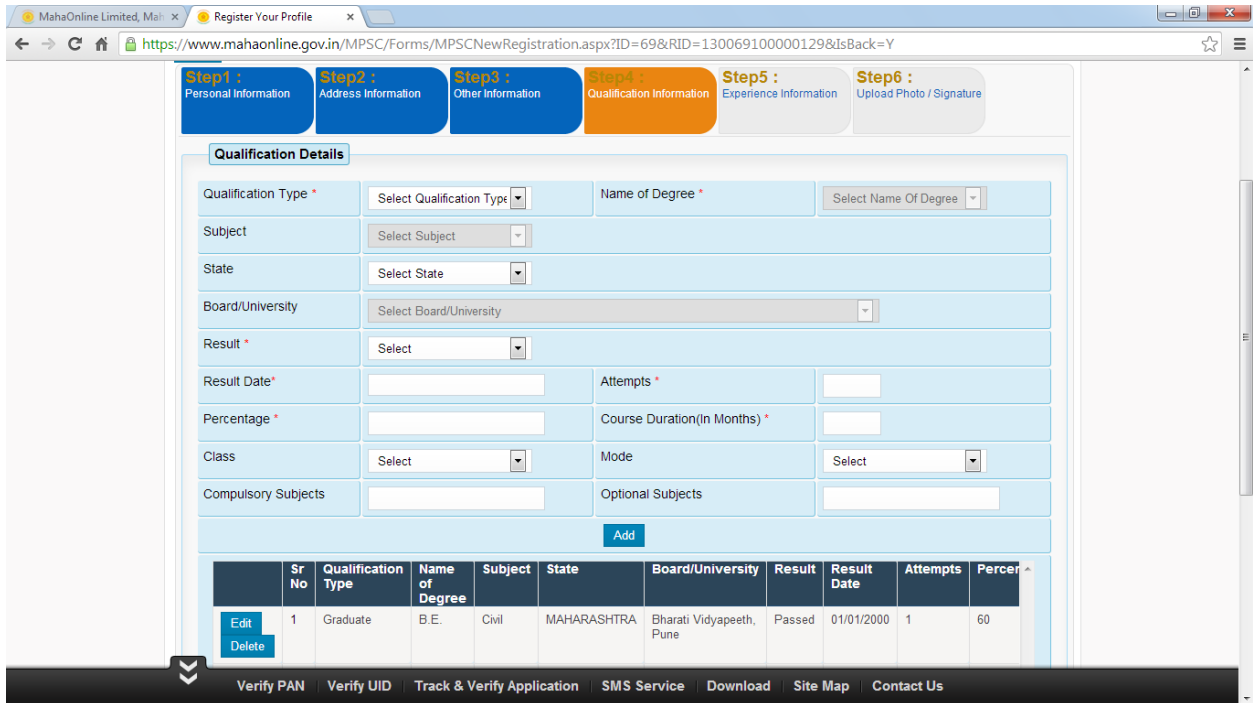 MahaOnline Limited, Mah
Register Your Profile
https://www.mahaonline.gov.in/MPSC/Forms/MPSCNewRegistration.aspx?ID=69&RID=130069100000129&IsBack=Y
Step1 : Step2 : Step3 : Step4 : Step5 : Step6 :
Personal Information Address Information Other Information Qualification Information Experience Information Upload Photo / Signature
Qualification Details
Qualification Type * Select Qualification Type Name of Degree * Select Name Of Degree
Subject Select Subject
State Select State
Board/University Select Board/University
Result * Select
Result Date* Attempts *
Percentage * Course Duration(In Months) *
Class Select Mode Select
Compulsory Subjects Optional Subjects
Add
Sr No Qualification Type Name of Degree Subject State Board/University Result Result Date Attempts Percer
Edit 1 Graduate B.E. Civil MAHARASHTRA Bharati Vidyapeeth, Pune Passed 01/01/2000 1 60
Delete
Verify PAN Verify UID Track & Verify Application SMS Service Download Site Map Contact Us